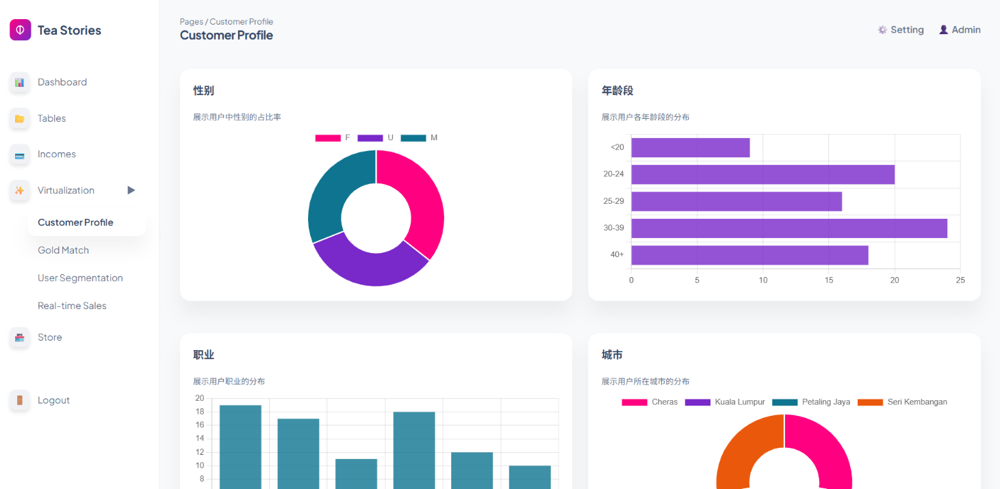 Tea Stories
Dashboard
Tables
Incomes
Virtualization
Customer Profile
Gold Match
User Segmentation
Real-time Sales
Store
Logout
Pages / Customer Profile
Customer Profile
Setting
Admin
性别
展示用户中性别的占比率
F U M
年龄段
展示用户各年龄段的分布
<20
20-24
25-29
30-39
40+
0 5 10 15 20 25
职业
展示用户职业的分布
20
18
16
14
12
10
8
城市
展示用户所在城市的分布
Cheras Kuala Lumpur Petaling Jaya Seri Kembangan